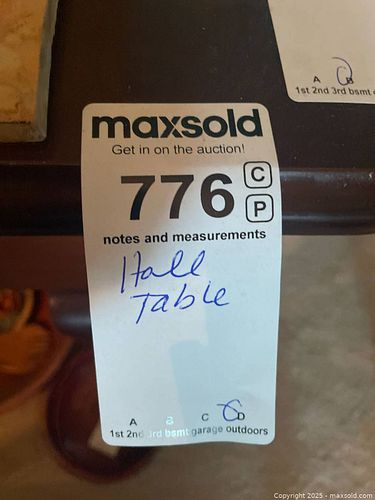 A B
1st 2nd 3rd bsmt
maxsold
Get in on the auction!
776 C
P
notes and measurements
Hall
Table
A B C D
1st 2nd 3rd bsmt garage outdoors
Copyright 2025 - maxsold.com